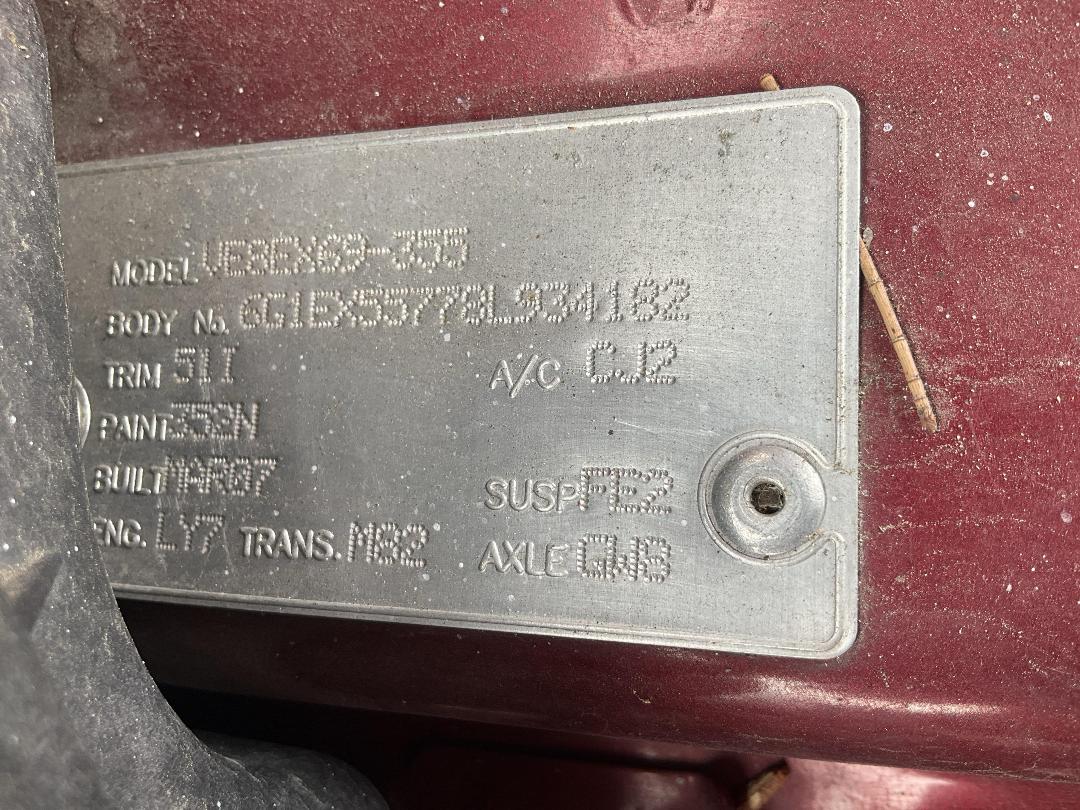 MODEL VE8EX69-355
BODY No. 6G1EX55778L934182
TRIM 51I
A/C CJ2
PAINT 352N
BUILT MAR07
SUSP FE2
ENG. LY7 TRANS. M82
AXLE GW8